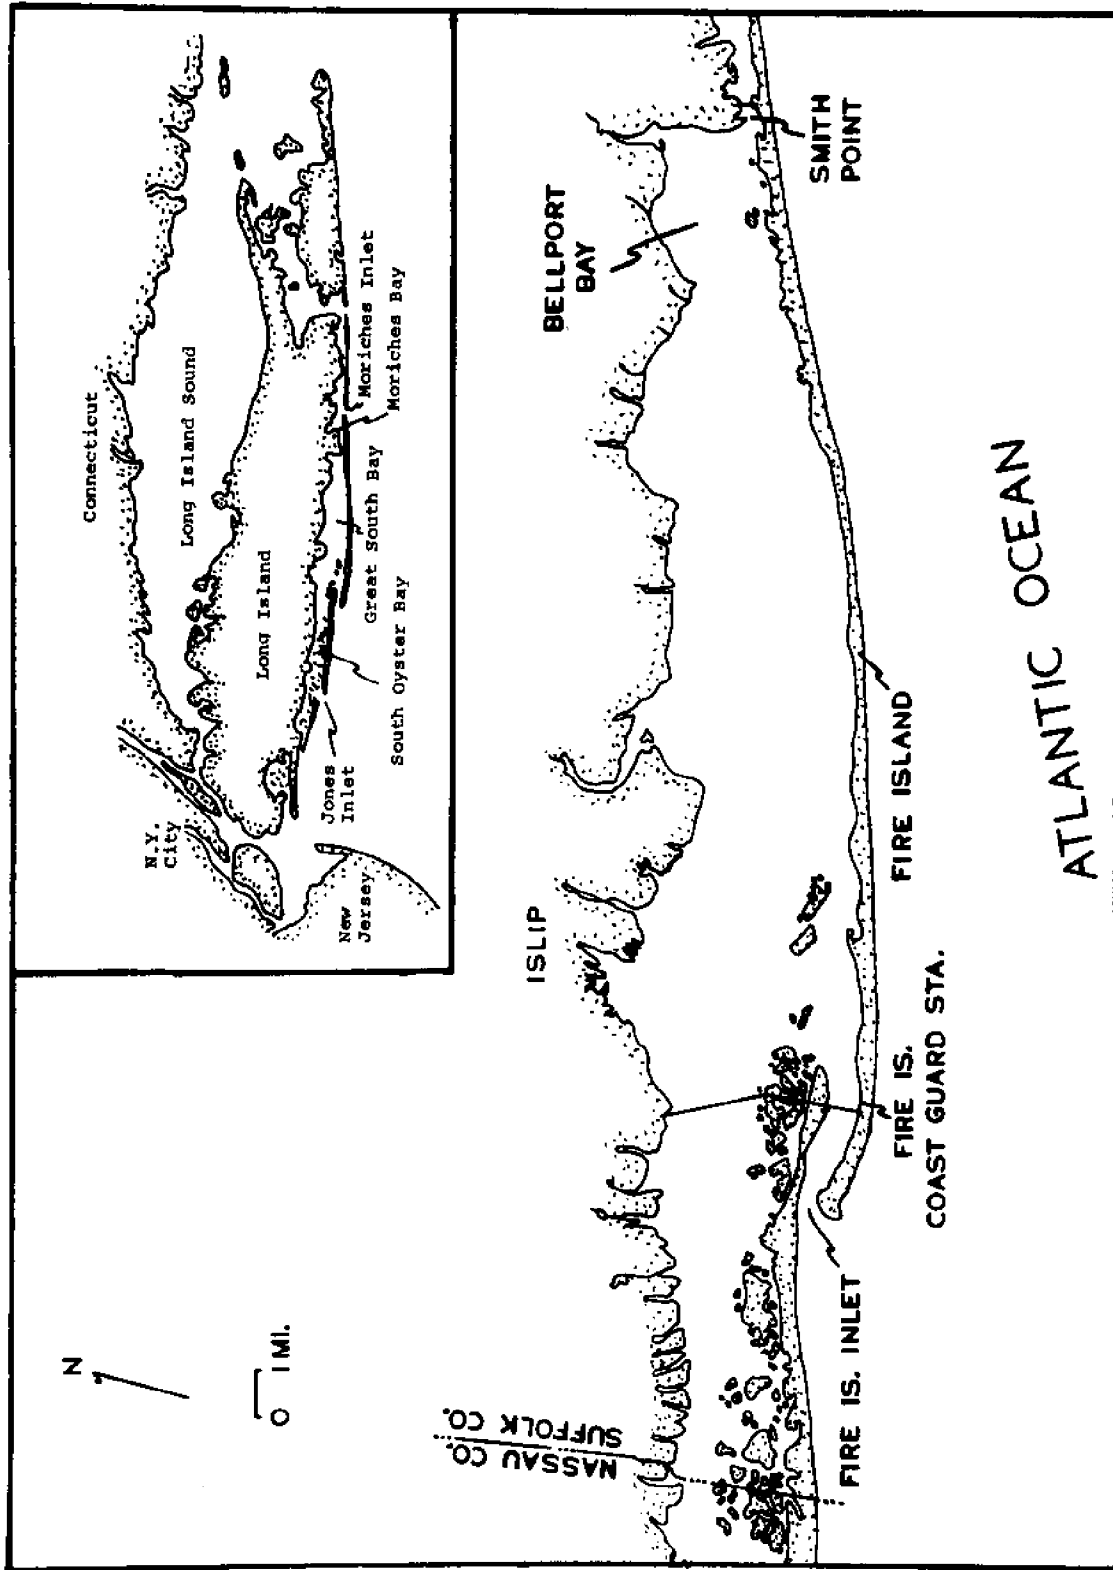 Connecticut
Long Island Sound
Long Island
N.Y.
City
New
Jersey
Jones
Inlet
South Oyster Bay
Great South Bay
Moriches Inlet
Moriches Bay
N
0 1 MI.
NASSAU CO.
SUFFOLK CO.
ISLIP
BELLPORT
BAY
SMITH
POINT
FIRE IS. INLET
FIRE IS.
COAST GUARD STA.
FIRE ISLAND
ATLANTIC OCEAN